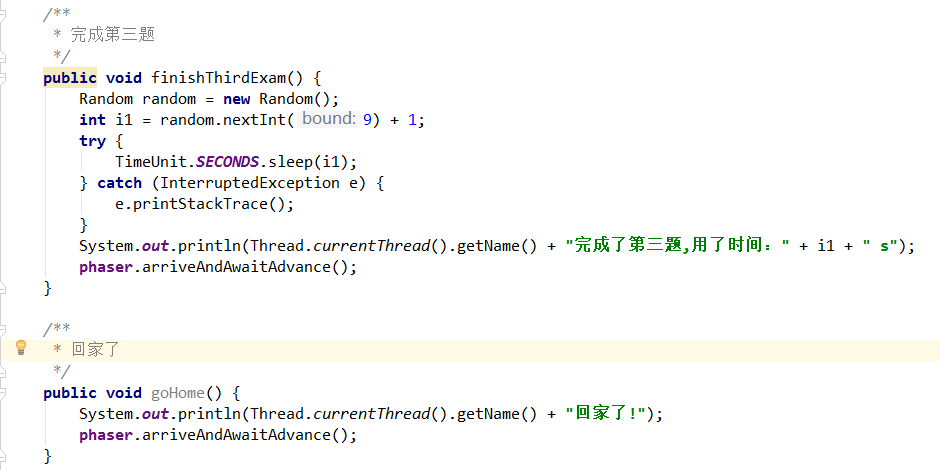 /**
 * 完成第三题
 */
public void finishThirdExam() {
    Random random = new Random();
    int i1 = random.nextInt( bound: 9) + 1;
    try {
        TimeUnit.SECONDS.sleep(i1);
    } catch (InterruptedException e) {
        e.printStackTrace();
    }
    System.out.println(Thread.currentThread().getName() + "完成了第三题,用了时间：" + i1 + " s");
    phaser.arriveAndAwaitAdvance();
}
/**
 * 回家了
 */
public void goHome() {
    System.out.println(Thread.currentThread().getName() + "回家了!");
    phaser.arriveAndAwaitAdvance();
}